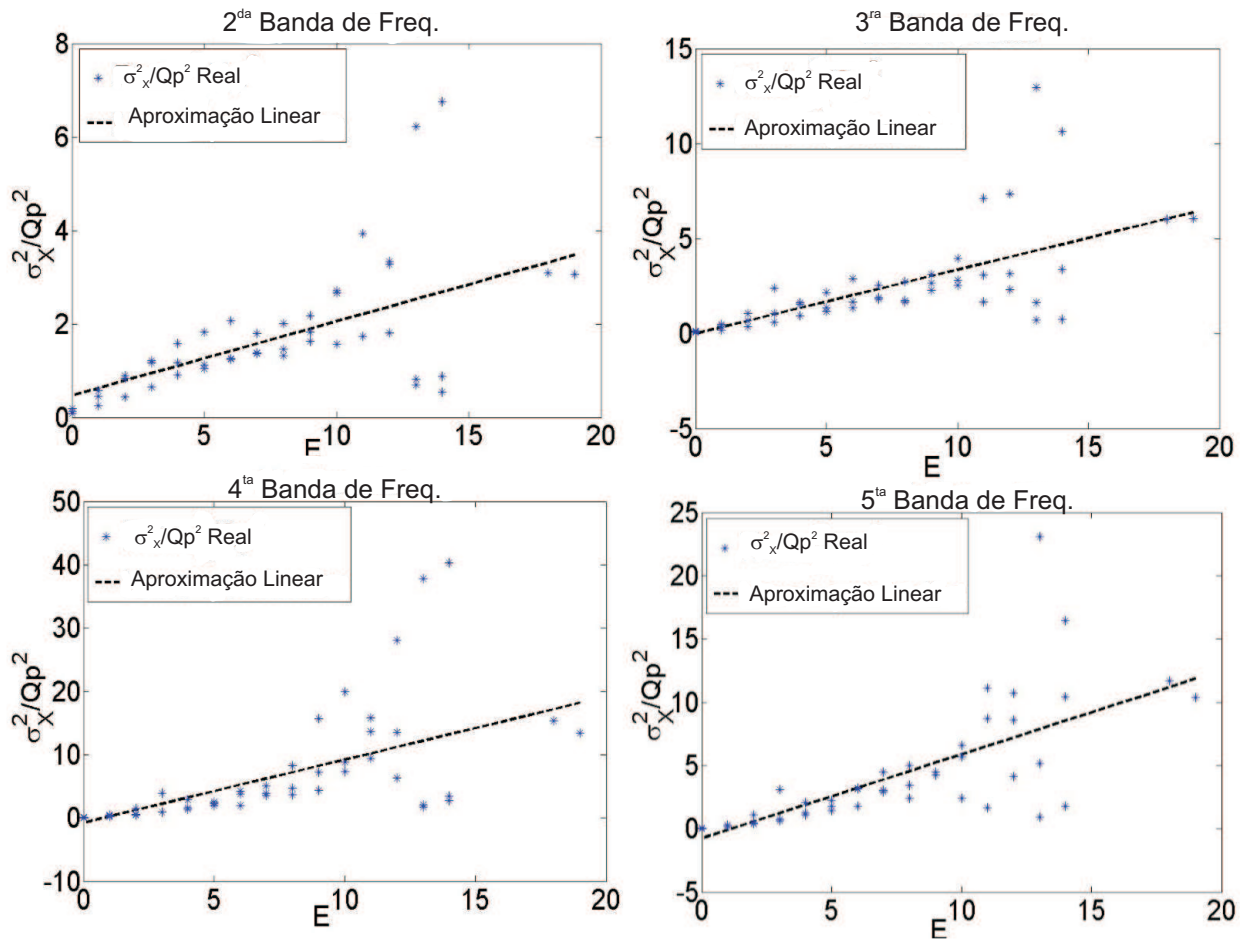 2ᵈᵃ Banda de Freq.
8
6
4
2
0
σ²ₓ/Qp² Real
Aproximação Linear
σ_X²/Qp²
0 5 10 15 20
E
3ʳᵃ Banda de Freq.
15
10
5
0
-5
σ²ₓ/Qp² Real
Aproximação Linear
σ_X²/Qp²
0 5 10 15 20
E
4ᵗᵃ Banda de Freq.
50
40
30
20
10
0
-10
σ²ₓ/Qp² Real
Aproximação Linear
σ_X²/Qp²
0 5 10 15 20
E
5ᵗᵃ Banda de Freq.
25
20
15
10
5
0
-5
σ²ₓ/Qp² Real
Aproximação Linear
σ_X²/Qp²
0 5 10 15 20
E